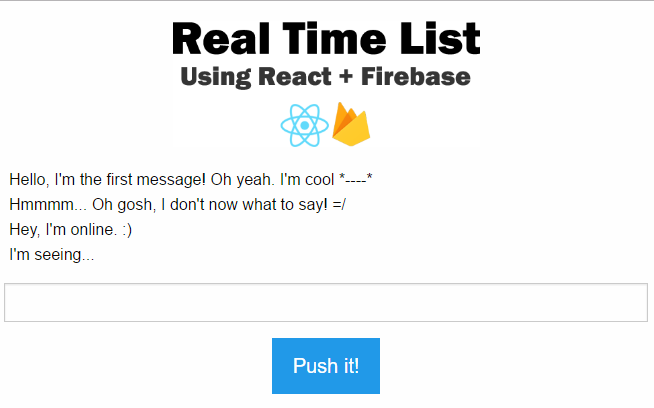 Real Time List
Using React + Firebase
Hello, I'm the first message! Oh yeah. I'm cool *----*
Hmmmm... Oh gosh, I don't now what to say! =/
Hey, I'm online. :)
I'm seeing...
Push it!